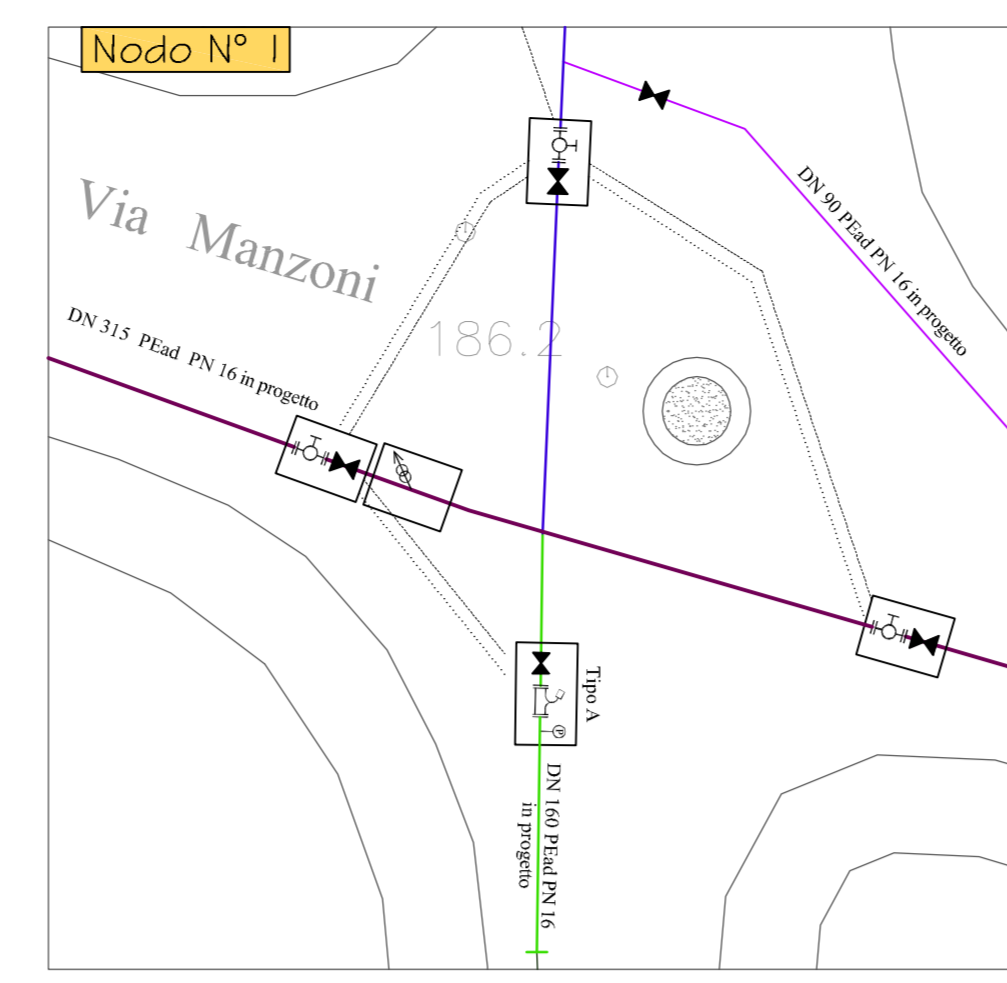 Nodo N° 1
Via Manzoni
DN 90 PEad PN 16 in progetto
DN 315 PEad PN 16 in progetto
186.2
Tipo A
P
DN 160 PEad PN 16
in progetto